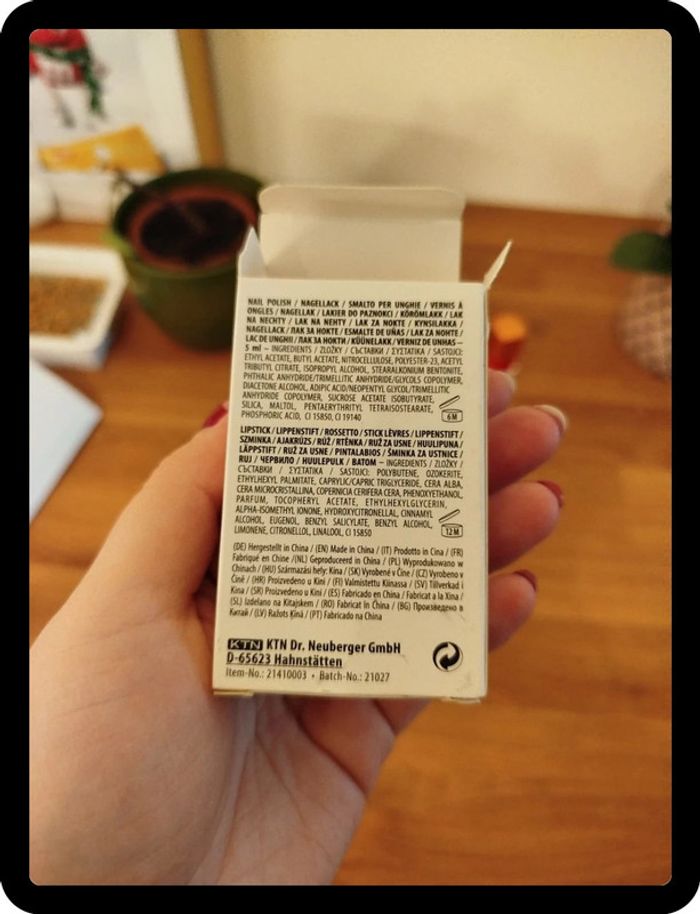 NAIL POLISH / NAGELLACK / SMALTO PER UNGHIE / VERNIS À
ONGLES / NAGELLAK / LAKIER DO PAZNOKCI / KÖRÖMLAKK / LAK
NA NECHTY / LAK NA NEHTY / LAK ZA NOKTE / KYNSILAKKA /
NAGELLACK / ЛАК ЗА НОКТЕ / ESMALTE DE UÑAS / LAK ZA NOHTE /
LAC DE UNGHII / ЛАК ЗА НОКТИ / KÜÜNELAKK / VERNIZ DE UNHAS –
5 ml – INGREDIENTS / ZLOŽKY / СЪСТАВКИ / ΣΥΣΤΑΤΙΚΑ / SASTOJCI:
ETHYL ACETATE, BUTYL ACETATE, NITROCELLULOSE, POLYESTER-23, ACETYL
TRIBUTYL CITRATE, ISOPROPYL ALCOHOL, STEARALKONIUM BENTONITE,
PHTHALIC ANHYDRIDE/TRIMELLITIC ANHYDRIDE/GLYCOLS COPOLYMER,
DIACETONE ALCOHOL, ADIPIC ACID/NEOPENTYL GLYCOL/TRIMELLITIC
ANHYDRIDE COPOLYMER, SUCROSE ACETATE ISOBUTYRATE,
SILICA, MALTOL, PENTAERYTHRITYL TETRAISOSTEARATE,
PHOSPHORIC ACID, CI 15850, CI 19140
6 M
LIPSTICK / LIPPENSTIFT / ROSSETTO / STICK LÈVRES / LIPPENSTIFT /
SZMINKA / AJAKRÚZS / RÚŽ / RTĚNKA / RUŽ ZA USNE / HUULIPUNA /
LÄPPSTIFT / RUŽ ZA USNE / PINTALABIOS / ŠMINKA ZA USTNICE /
RUJ / ЧЕРВИЛО / HUULEPULK / BATOM – INGREDIENTS / ZLOŽKY /
СЪСТАВКИ / ΣΥΣΤΑΤΙΚΑ / SASTOJCI: POLYBUTENE, OZOKERITE,
ETHYLHEXYL PALMITATE, CAPRYLIC/CAPRIC TRIGLYCERIDE, CERA ALBA,
CERA MICROCRISTALLINA, COPERNICIA CERIFERA CERA, PHENOXYETHANOL,
PARFUM, TOCOPHERYL ACETATE, ETHYLHEXYLGLYCERIN,
ALPHA-ISOMETHYL IONONE, HYDROXYCITRONELLAL, CINNAMYL
ALCOHOL, EUGENOL, BENZYL SALICYLATE, BENZYL ALCOHOL,
LIMONENE, CITRONELLOL, LINALOOL, CI 15850
12 M
(DE) Hergestellt in China / (EN) Made in China / (IT) Prodotto in Cina / (FR)
Fabriqué en Chine /(NL) Geproduceerd in China / (PL) Wyprodukowano w
Chinach / (HU) Származási hely: Kína / (SK) Vyrobené v Číne / (CZ) Vyrobeno v
Číně / (HR) Proizvedeno u Kini / (FI) Valmistettu Kiinassa / (SV) Tillverkad i
Kina / (SR) Proizvedeno u Kini / (ES) Fabricado en China / Fabricat a la Xina /
(SL) Izdelano na Kitajskem / (RO) Fabricat în China / (BG) Произведено в
Китай / (LV) Ražots Ķīnā / (PT) Fabricado na China
KTN KTN Dr. Neuberger GmbH
D-65623 Hahnstätten
Item-No.: 21410003 • Batch-No.: 21027